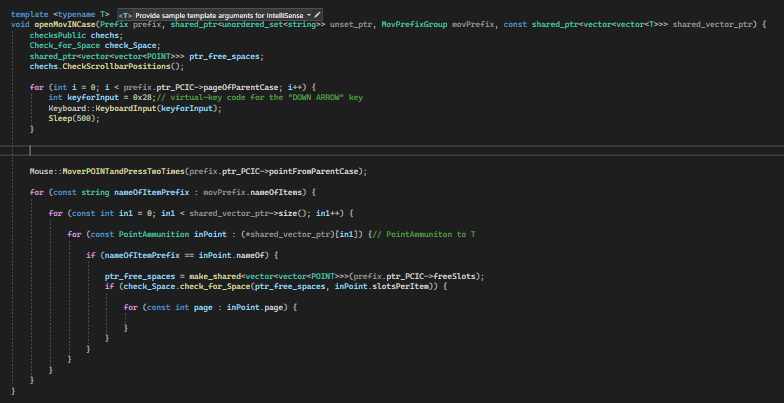 template <typename T> <T> Provide sample template arguments for IntelliSense
void openMovINCase(Prefix prefix, shared_ptr<unordered_set<string>> unset_ptr, MovPrefixGroup movPrefix, const shared_ptr<vector<vector<T>>> shared_vector_ptr) {
checksPublic chechs;
Check_for_Space check_Space;
shared_ptr<vector<vector<POINT>>> ptr_free_spaces;
chechs.CheckScrollbarPositions();
for (int i = 0; i < prefix.ptr_PCIC->pageOfParentCase; i++) {
int keyforInput = 0x28;// virtual-key code for the "DOWN ARROW" key
Keyboard::KeyboardInput(keyforInput);
Sleep(500);
}
Mouse::MoverPOINTandPressTwoTimes(prefix.ptr_PCIC->pointFromParentCase);
for (const string nameOfItemPrefix : movPrefix.nameOfItems) {
for (const int in1 = 0; in1 < shared_vector_ptr->size(); in1++) {
for (const PointAmmunition inPoint : (*shared_vector_ptr)[in1]) {// PointAmmuniton to T
if (nameOfItemPrefix == inPoint.nameOf) {
ptr_free_spaces = make_shared<vector<vector<POINT>>>(prefix.ptr_PCIC->freeSlots);
if (check_Space.check_for_Space(ptr_free_spaces, inPoint.slotsPerItem)) {
for (const int page : inPoint.page) {
}
}
}
}
}
}
}